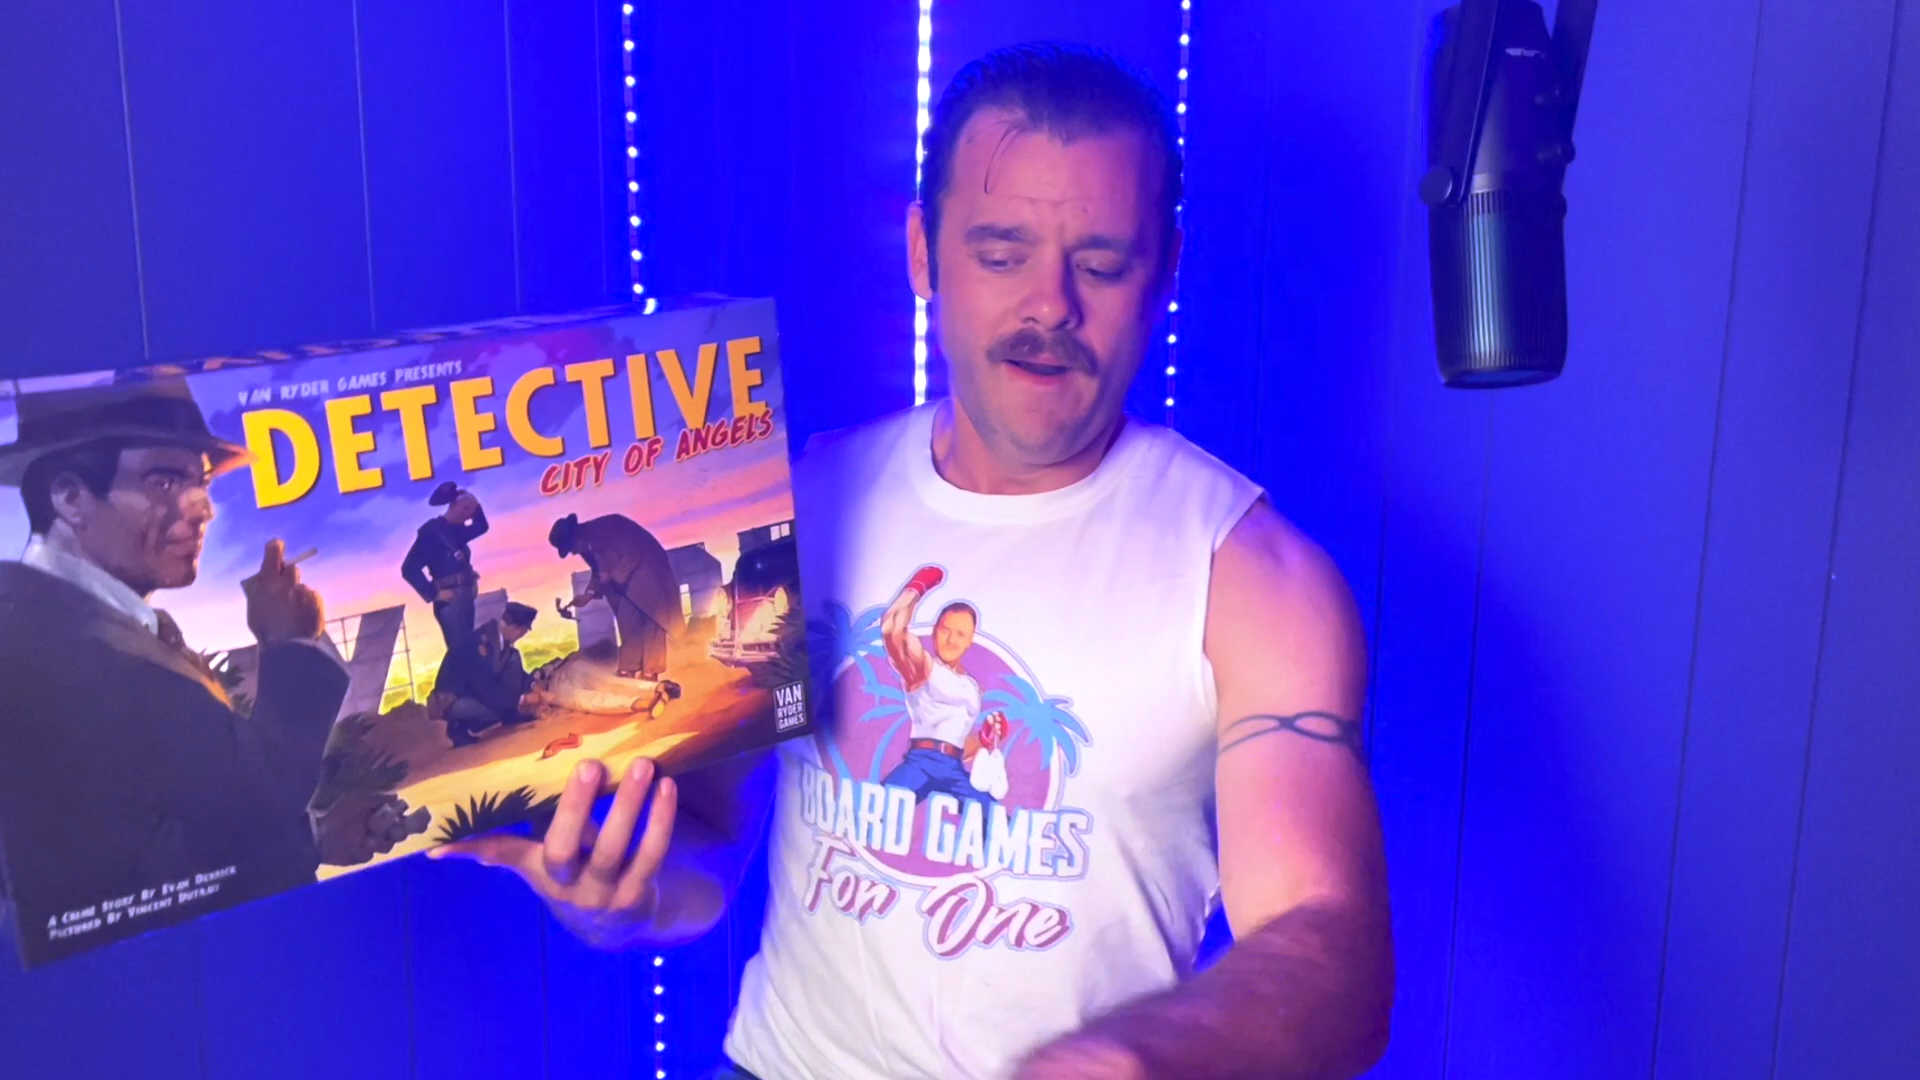 VAN RYDER GAMES PRESENTS
DETECTIVE
CITY OF ANGELS
VAN
RYDER
GAMES
A CRIME STORY BY EVAN DERRICK
PICTURED BY VINCENT DUTRAIT
BOARD GAMES
For One